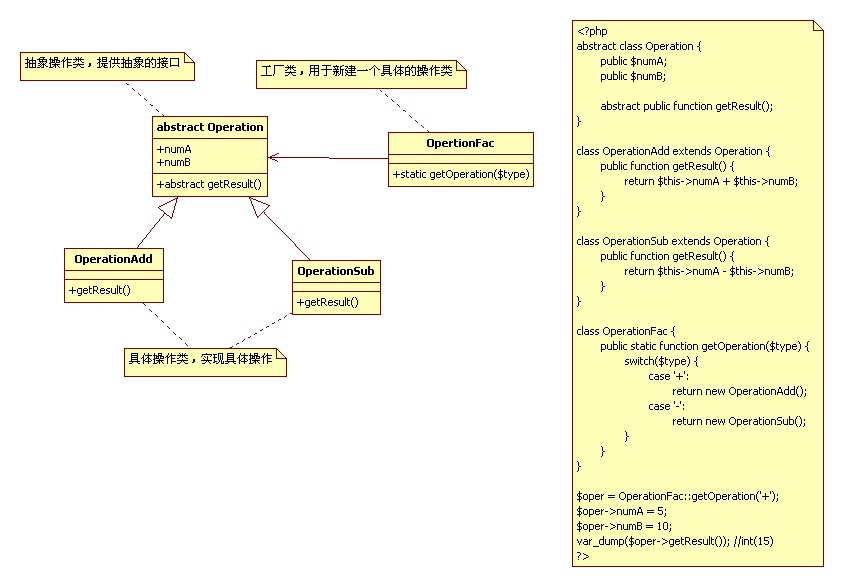 抽象操作类，提供抽象的接口
工厂类，用于新建一个具体的操作类
abstract Operation
+numA
+numB
+abstract getResult()
OpertionFac
+static getOperation($type)
OperationAdd
+getResult()
OperationSub
+getResult()
具体操作类，实现具体操作
<?php
abstract class Operation {
public $numA;
public $numB;
abstract public function getResult();
}
class OperationAdd extends Operation {
public function getResult() {
return $this->numA + $this->numB;
}
}
class OperationSub extends Operation {
public function getResult() {
return $this->numA - $this->numB;
}
}
class OperationFac {
public static function getOperation($type) {
switch($type) {
case '+':
return new OperationAdd();
case '-':
return new OperationSub();
}
}
}
$oper = OperationFac::getOperation('+');
$oper->numA = 5;
$oper->numB = 10;
var_dump($oper->getResult()); //int(15)
?>